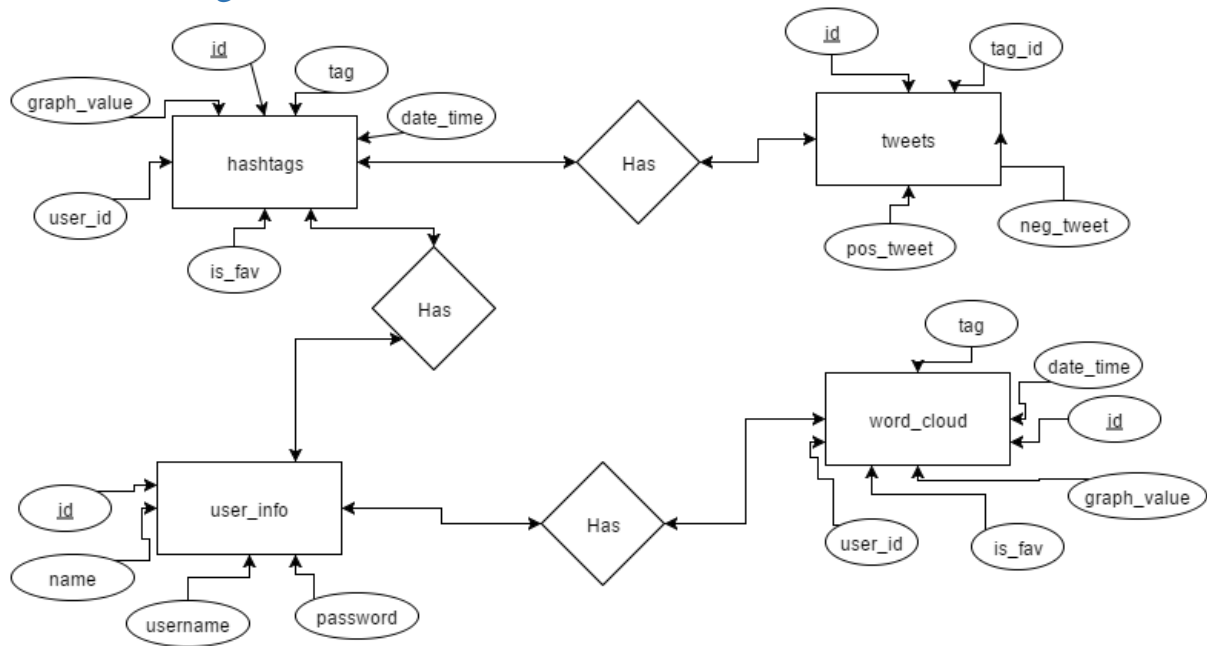 id
tag
graph_value
date_time
hashtags
user_id
is_fav
Has
id
tag_id
tweets
neg_tweet
pos_tweet
Has
tag
date_time
word_cloud
id
graph_value
user_id
is_fav
id
user_info
name
username
password
Has